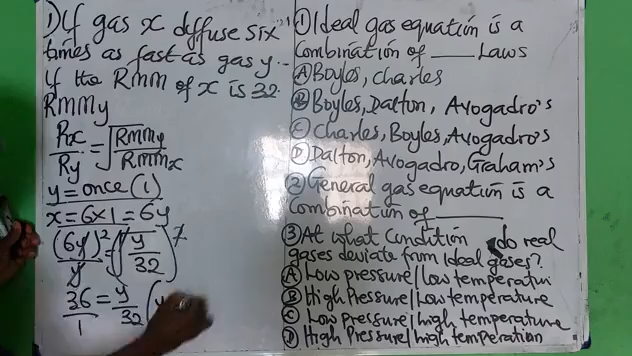 1) If gas x diffuse six
times as fast as gas y..
If the RMM of x is 32
RMMy
Rx/Ry = √RMMy/RMMx
y = once (1)
x = 6x1 = 6y
(6y/y)² = (√y/32)²
36/1 = y/32 (y
① Ideal gas equation is a
Combination of ____ Laws
Ⓐ Boyles, Charles
Ⓑ Boyles, Dalton, Avogadro's
Ⓒ Charles, Boyles, Avogadro's
Ⓓ Dalton, Avogadro, Graham's
② General gas equation is a
Combination of ____
③ At what Condition do real
gases deviate from Ideal gases?
Ⓐ Low pressure/low temperature
Ⓑ High Pressure/Low temperature
Ⓒ Low Pressure/high temperature
Ⓓ High Pressure/high temperation